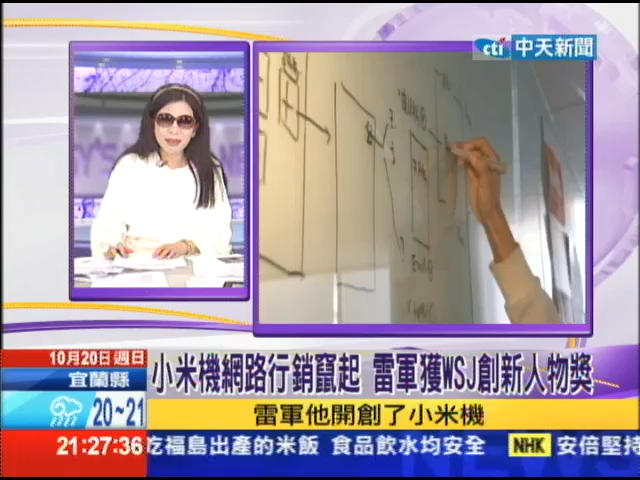 cti 中天新聞
10月20日週日
宜蘭縣
20~21
21:27:36
小米機網路行銷竄起 雷軍獲WSJ創新人物獎
雷軍他開創了小米機
吃福島出產的米飯 食品飲水均安全 NHK 安倍堅持
NEWS